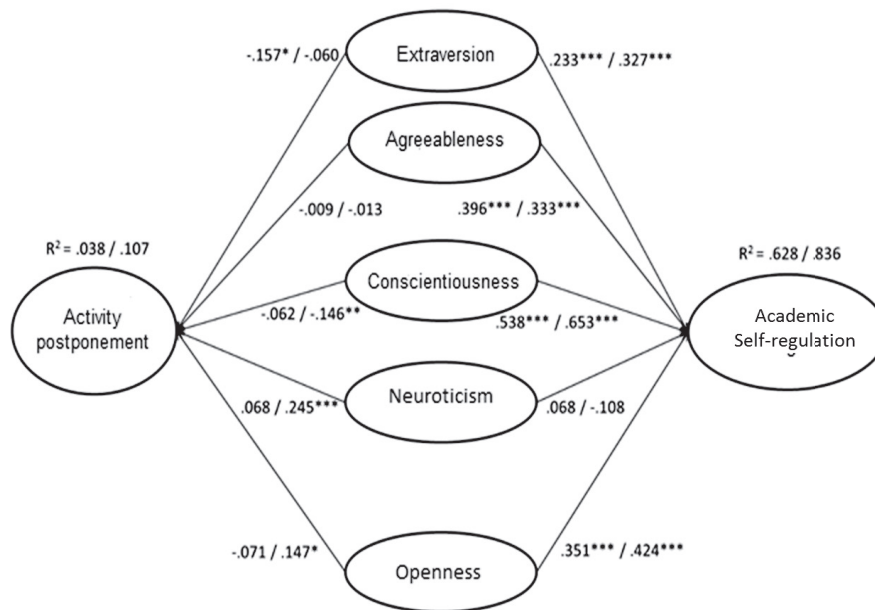 -.157* / -.060
Extraversion
.233*** / .327***
Agreeableness
-.009 / -.013
.396*** / .333***
R² = .038 / .107
R² = .628 / .836
Activity
postponement
Conscientiousness
-.062 / -.146**
.538*** / .653***
Academic
Self-regulation
Neuroticism
.068 / .245***
.068 / -.108
-.071 / .147*
Openness
.351*** / .424***